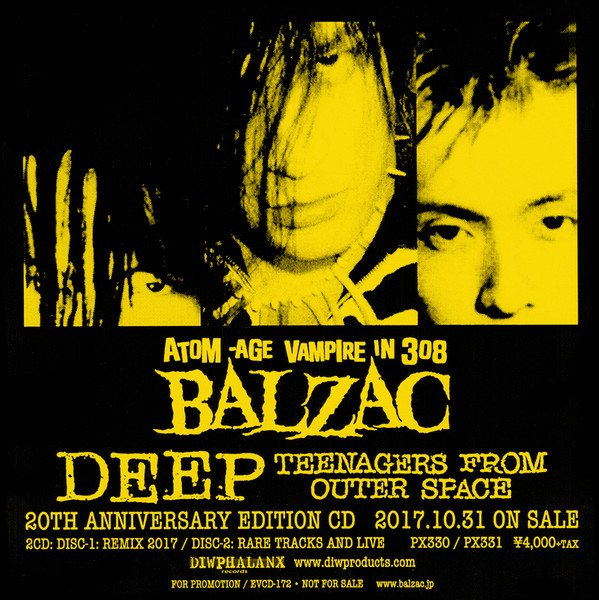 ATOM-AGE VAMPIRE IN 308
BALZAC
DEEP TEENAGERS FROM
OUTER SPACE
20TH ANNIVERSARY EDITION CD 2017.10.31 ON SALE
2CD: DISC-1: REMIX 2017 / DISC-2: RARE TRACKS AND LIVE PX330 / PX331 ¥4,000+TAX
DIWPHALANX records www.diwproducts.com
FOR PROMOTION / EVCD-172 • NOT FOR SALE www.balzac.jp